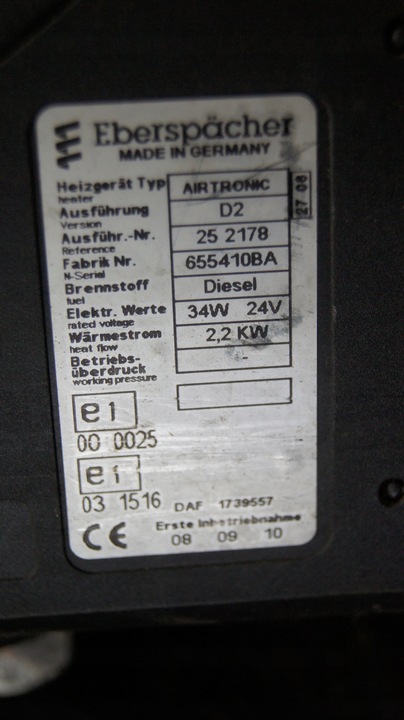 Eberspächer
MADE IN GERMANY
Heizgerät Typ AIRTRONIC
heater
Ausführung D2
Version
27 08
Ausführ.-Nr. 25 2178
Reference
Fabrik Nr. 655410BA
N-Serial
Brennstoff Diesel
fuel
Elektr. Werte 34W 24V
rated voltage
Wärmestrom 2,2 KW
heat flow
Betriebs-
überdruck -
working pressure
e1
00 0025
e1
03 1516 DAF 1739557
CE Erste Inbetriebnahme
08 09 10